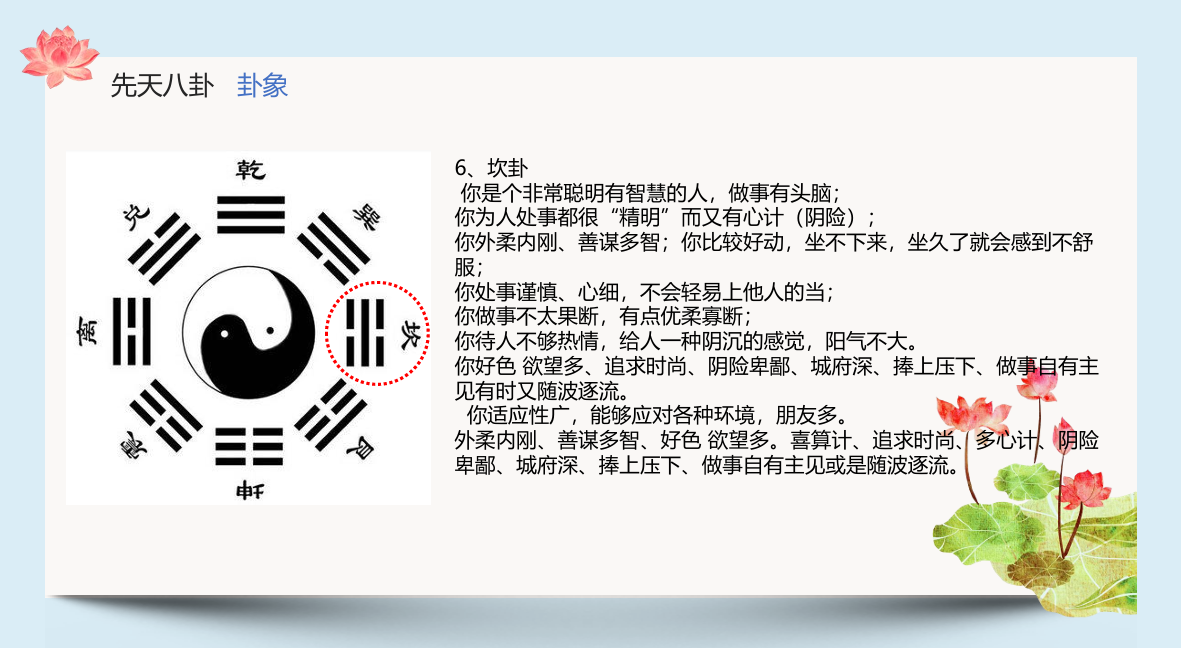 先天八卦 卦象
乾
兑
巽
离
坎
震
艮
坤
6、坎卦
你是个非常聪明有智慧的人，做事有头脑；
你为人处事都很“精明”而又有心计（阴险）；
你外柔内刚、善谋多智；你比较好动，坐不下来，坐久了就会感到不舒
服；
你处事谨慎、心细，不会轻易上他人的当；
你做事不太果断，有点优柔寡断；
你待人不够热情，给人一种阴沉的感觉，阳气不大。
你好色 欲望多、追求时尚、阴险卑鄙、城府深、捧上压下、做事自有主
见有时又随波逐流。
你适应性广，能够应对各种环境，朋友多。
外柔内刚、善谋多智、好色 欲望多。喜算计、追求时尚、多心计、阴险
卑鄙、城府深、捧上压下、做事自有主见或是随波逐流。